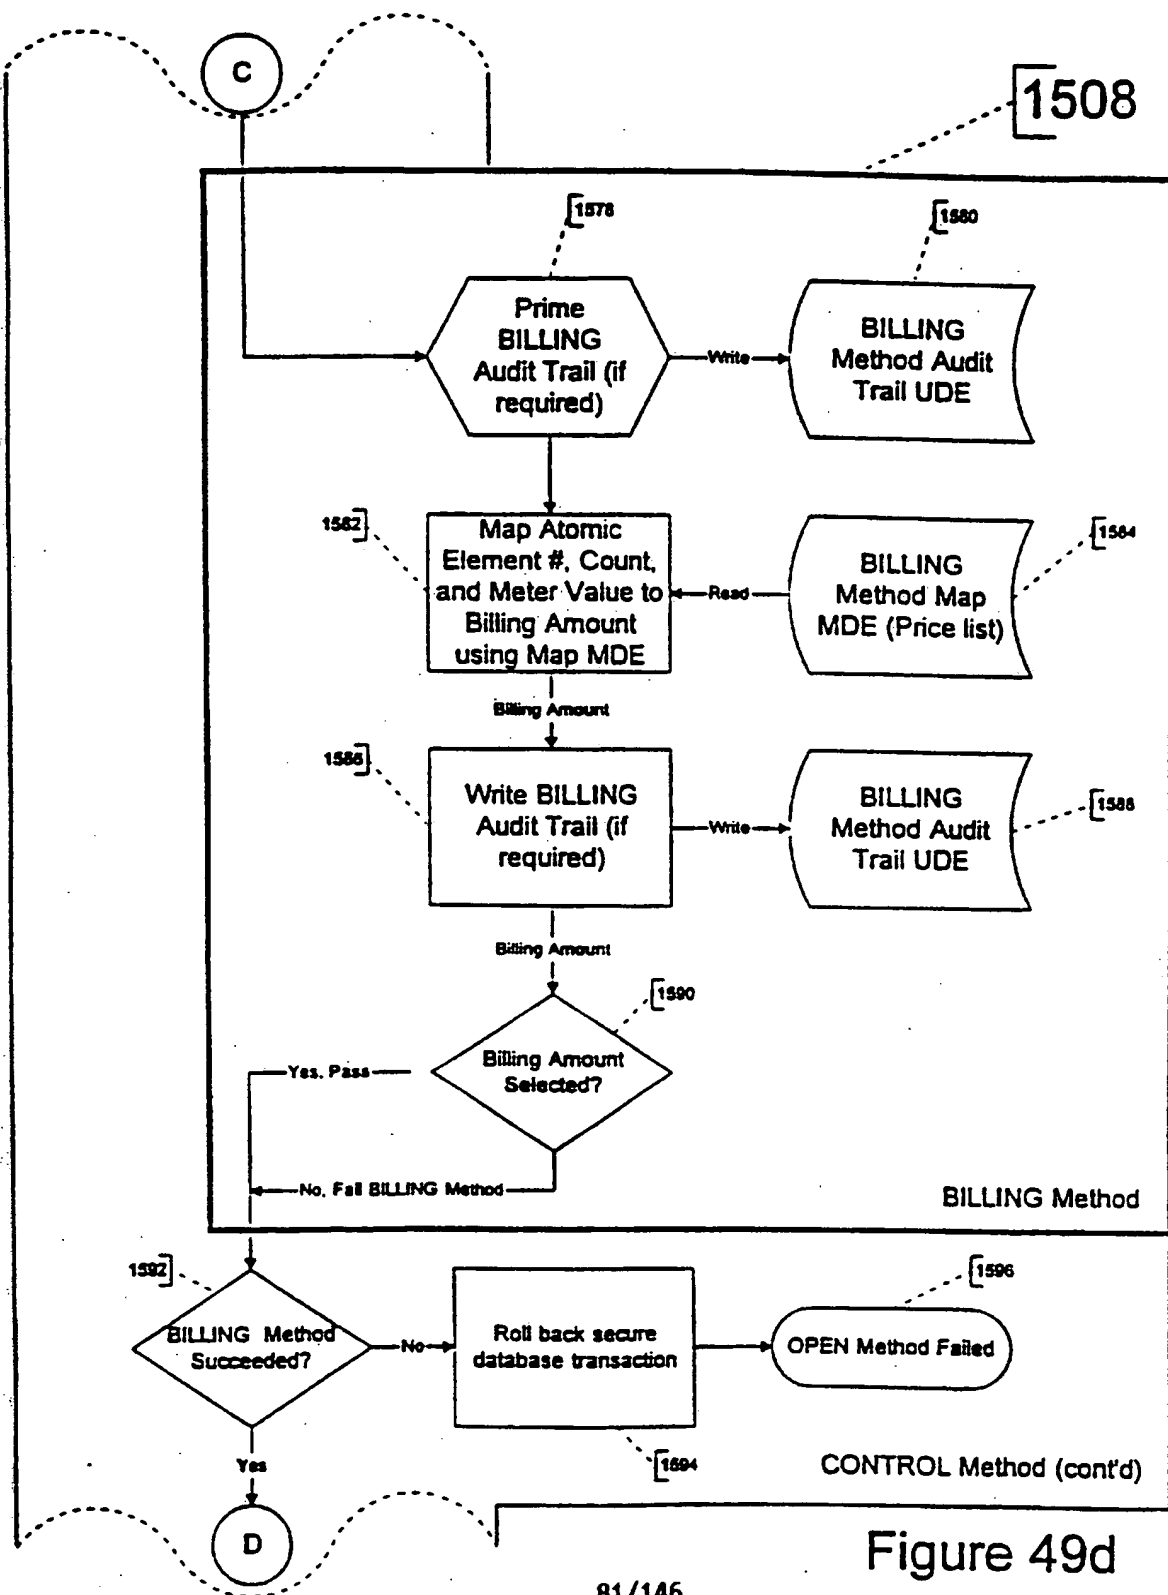 C
1508
1578
1580
Prime
BILLING
Audit Trail (if
required)
Write
BILLING
Method Audit
Trail UDE
1582
1584
Map Atomic
Element #, Count,
and Meter Value to
Billing Amount
using Map MDE
Read
BILLING
Method Map
MDE (Price list)
Billing Amount
1586
1588
Write BILLING
Audit Trail (if
required)
Write
BILLING
Method Audit
Trail UDE
Billing Amount
1590
Billing Amount
Selected?
Yes, Pass
No, Fail BILLING Method
BILLING Method
1592
1596
BILLING Method
Succeeded?
No
Roll back secure
database transaction
OPEN Method Failed
1594
Yes
CONTROL Method (cont'd)
D
Figure 49d
81/146